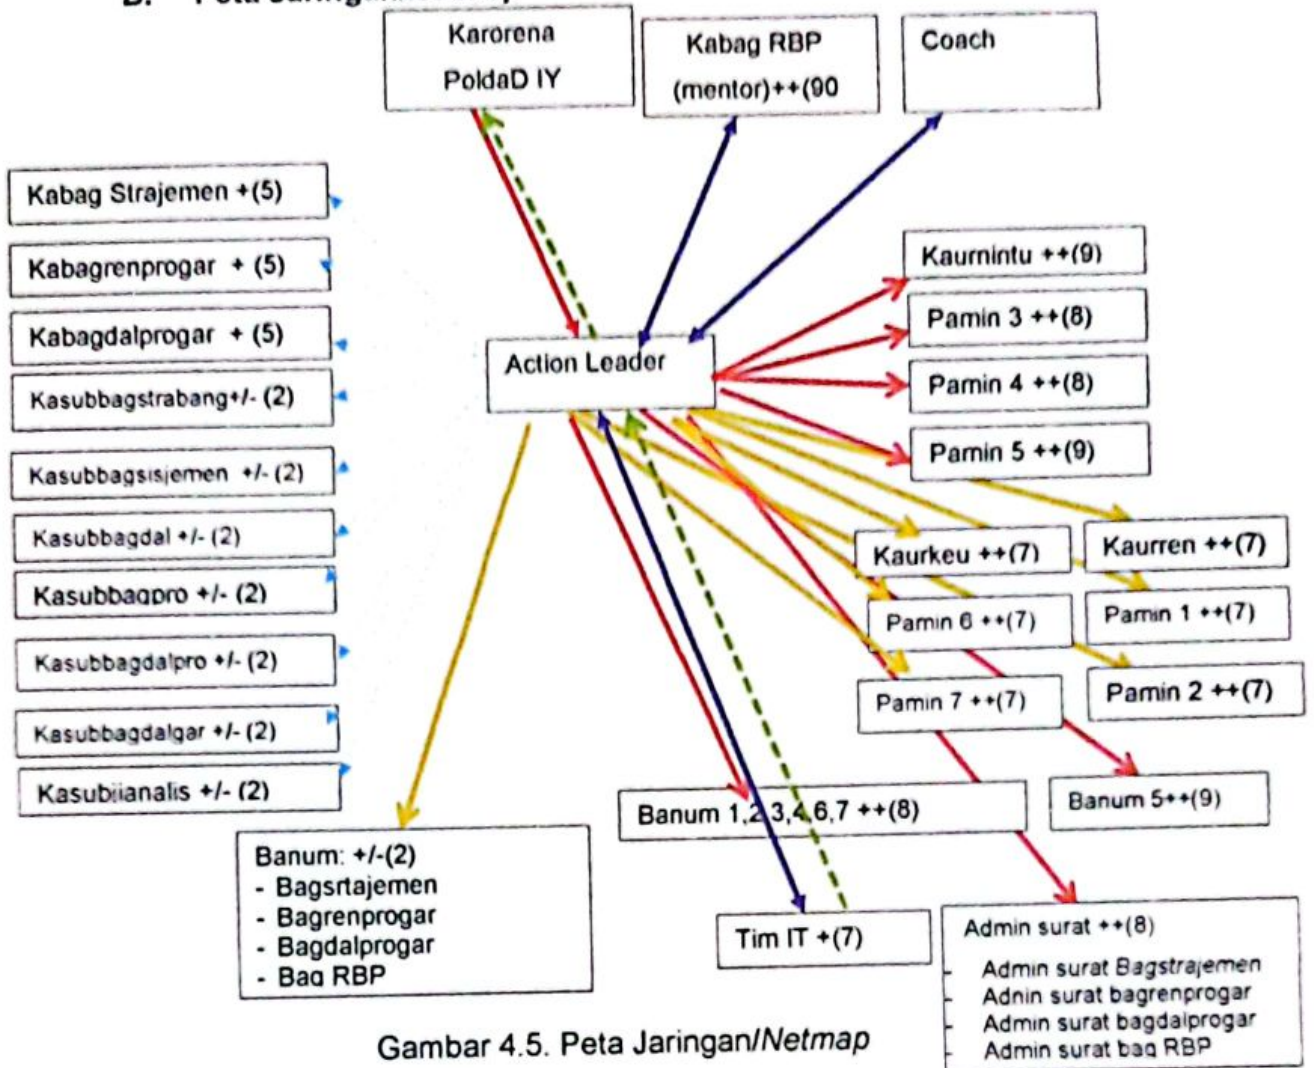 B. Peta
Karorena
PoldaD IY
Kabag RBP
(mentor)++(90
Coach
Kabag Strajemen +(5)
Kabagrenprogar + (5)
Kabagdalprogar + (5)
Kasubbagstrabang+/- (2)
Kasubbagsisjemen +/- (2)
Kasubbagdal +/- (2)
Kasubbagpro +/- (2)
Kasubbagdalpro +/- (2)
Kasubbagdalgar +/- (2)
+/- (2)
Action Leader
Kaurnintu ++(9)
Pamin 3 ++(8)
Pamin 4 ++(8)
Pamin 5 ++(9)
Kaurkeu ++(7)
Kaurren ++(7)
Pamin 6 ++(7)
Pamin 1 ++(7)
Pamin 7 ++(7)
Pamin 2 ++(7)
Banum 1,2,3,4,6,7 ++(8)
Banum 5++(9)
Banum: +/-(2)
- Bagsrtajemen
- Bagrenprogar
- Bagdalprogar
- Bag RBP
Tim IT +(7)
Admin surat ++(8)
- Admin surat Bagstrajemen
- Adnin surat bagrenprogar
- Admin surat bagdalprogar
- Admin surat bag RBP
Gambar 4.5. Peta Jaringan/Netmap